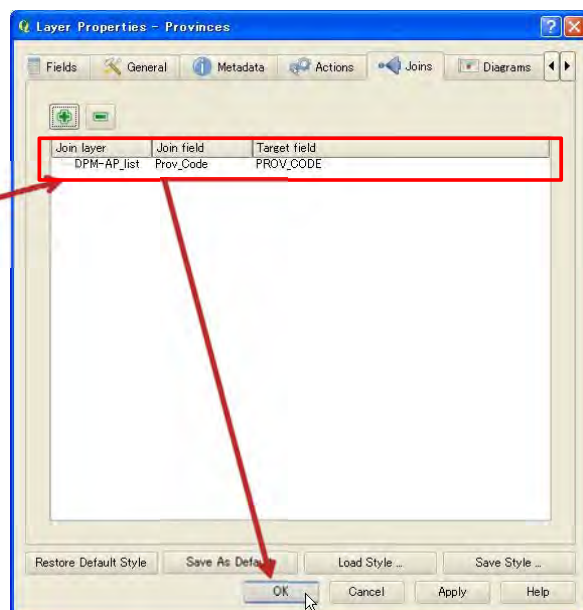 Layer Properties - Provinces
Fields General Metadata Actions Joins Diagrams
Join layer Join field Target field
DPM-AP_list Prov_Code PROV_CODE
Restore Default Style Save As Default Load Style ... Save Style ...
OK Cancel Apply Help